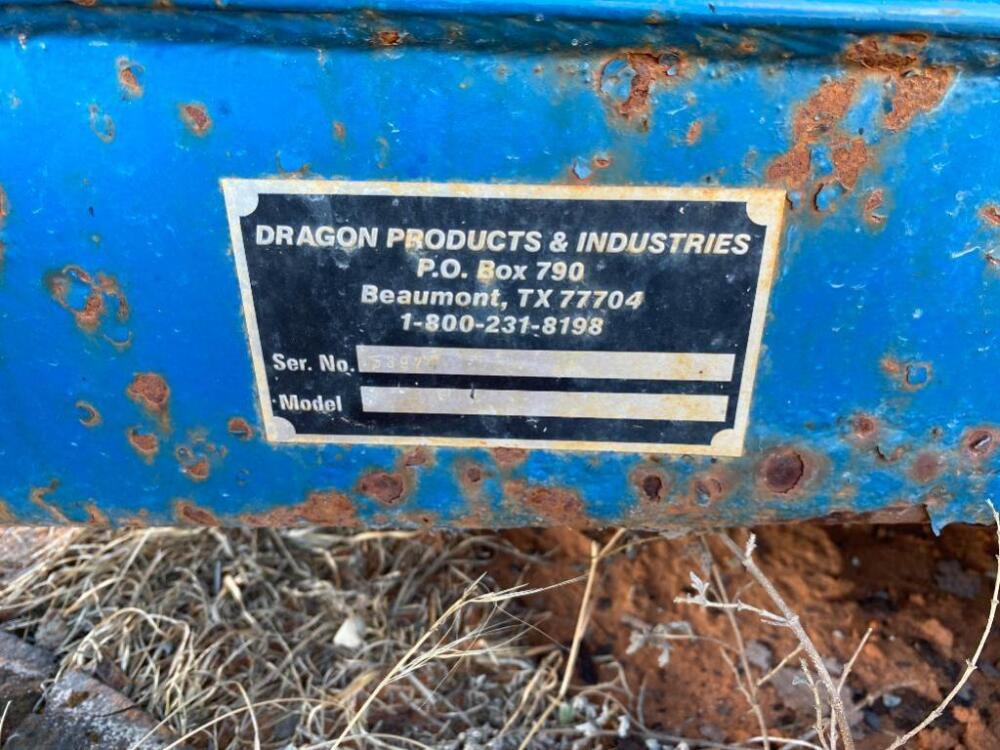 DRAGON PRODUCTS & INDUSTRIES
P.O. Box 790
Beaumont, TX 77704
1-800-231-8198
Ser. No.
Model